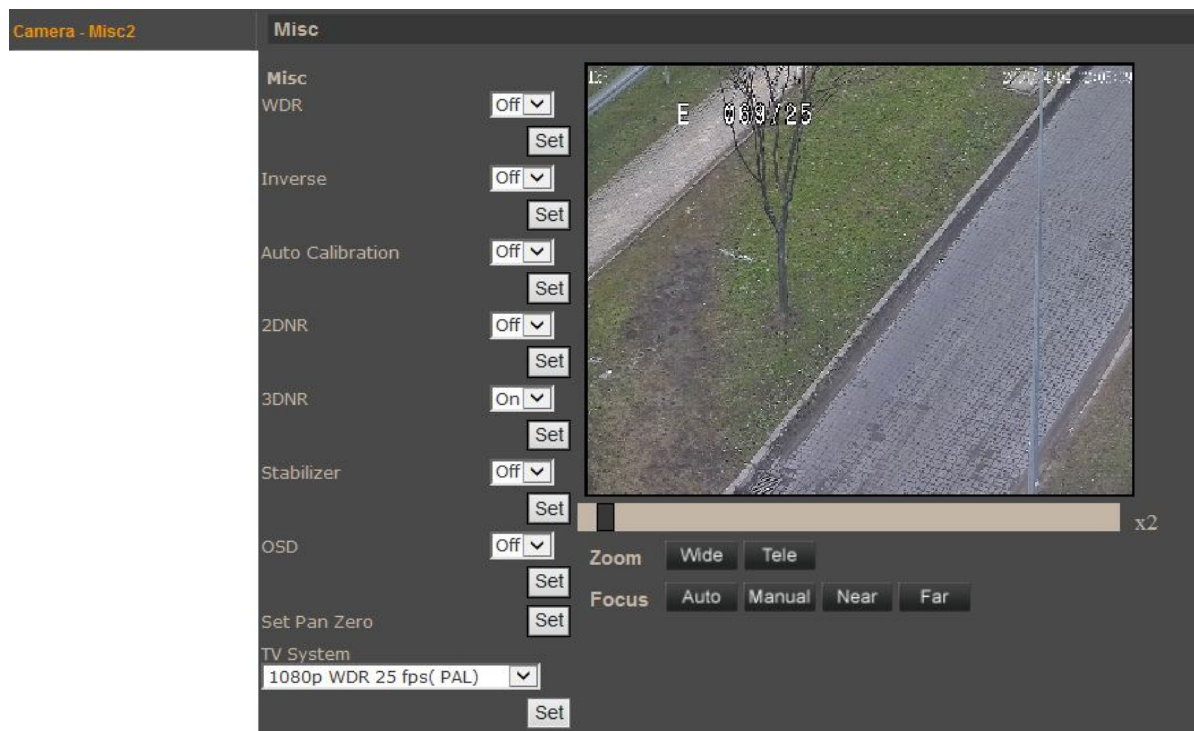 Camera - Misc2
Misc
Misc
WDR Off
Set
Inverse Off
Set
Auto Calibration Off
Set
2DNR Off
Set
3DNR On
Set
Stabilizer Off
Set
OSD Off
Set
Set Pan Zero Set
TV System
1080p WDR 25 fps( PAL)
Set
E 069/25
x2
Zoom Wide Tele
Focus Auto Manual Near Far